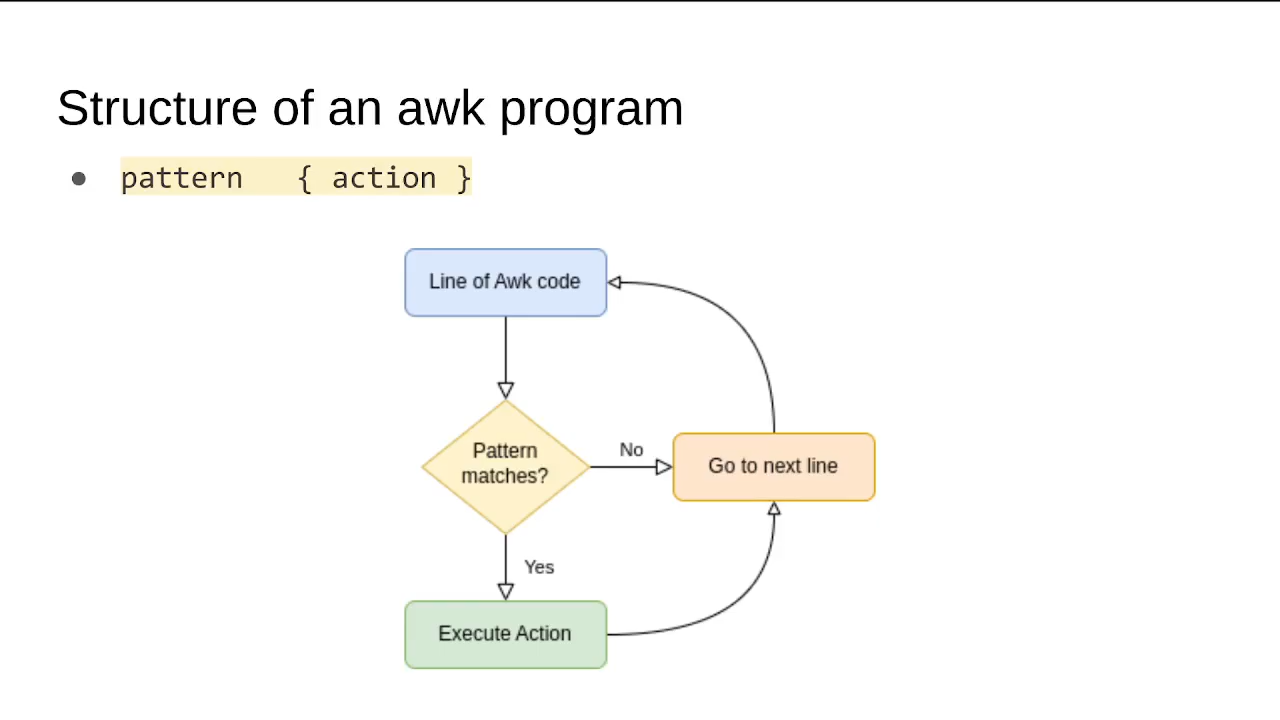 Structure of an awk program
● pattern   { action }
Line of Awk code
Pattern
matches?
No
Go to next line
Yes
Execute Action